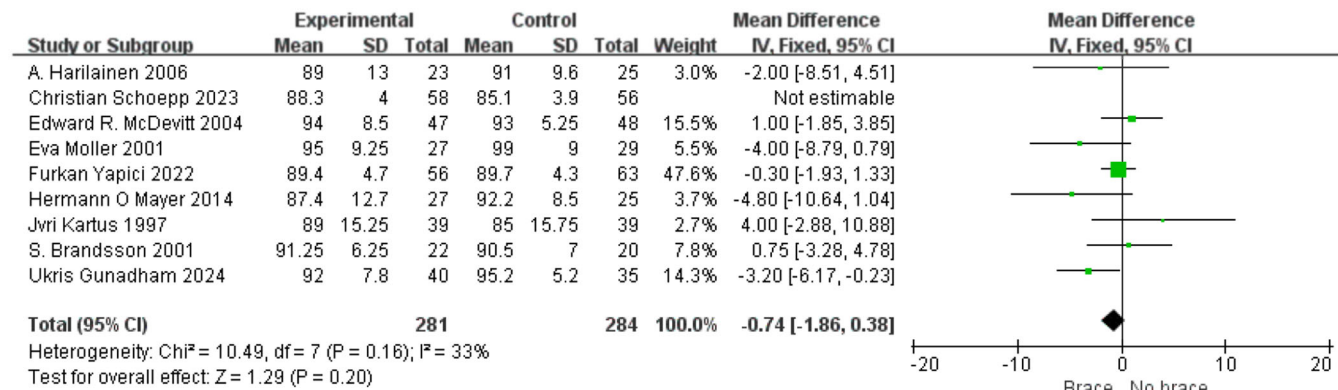 Experimental Control Mean Difference Mean Difference
Study or Subgroup Mean SD Total Mean SD Total Weight IV, Fixed, 95% CI IV, Fixed, 95% CI
A. Harilainen 2006 89 13 23 91 9.6 25 3.0% -2.00 [-8.51, 4.51]
Christian Schoepp 2023 88.3 4 58 85.1 3.9 56 Not estimable
Edward R. McDevitt 2004 94 8.5 47 93 5.25 48 15.5% 1.00 [-1.85, 3.85]
Eva Moller 2001 95 9.25 27 99 9 29 5.5% -4.00 [-8.79, 0.79]
Furkan Yapici 2022 89.4 4.7 56 89.7 4.3 63 47.6% -0.30 [-1.93, 1.33]
Hermann O Mayer 2014 87.4 12.7 27 92.2 8.5 25 3.7% -4.80 [-10.64, 1.04]
Jvri Kartus 1997 89 15.25 39 85 15.75 39 2.7% 4.00 [-2.88, 10.88]
S. Brandsson 2001 91.25 6.25 22 90.5 7 20 7.8% 0.75 [-3.28, 4.78]
Ukris Gunadham 2024 92 7.8 40 95.2 5.2 35 14.3% -3.20 [-6.17, -0.23]
Total (95% CI) 281 284 100.0% -0.74 [-1.86, 0.38]
Heterogeneity: Chi² = 10.49, df = 7 (P = 0.16); I² = 33%
Test for overall effect: Z = 1.29 (P = 0.20)
-20 -10 0 10 20
Brace No brace